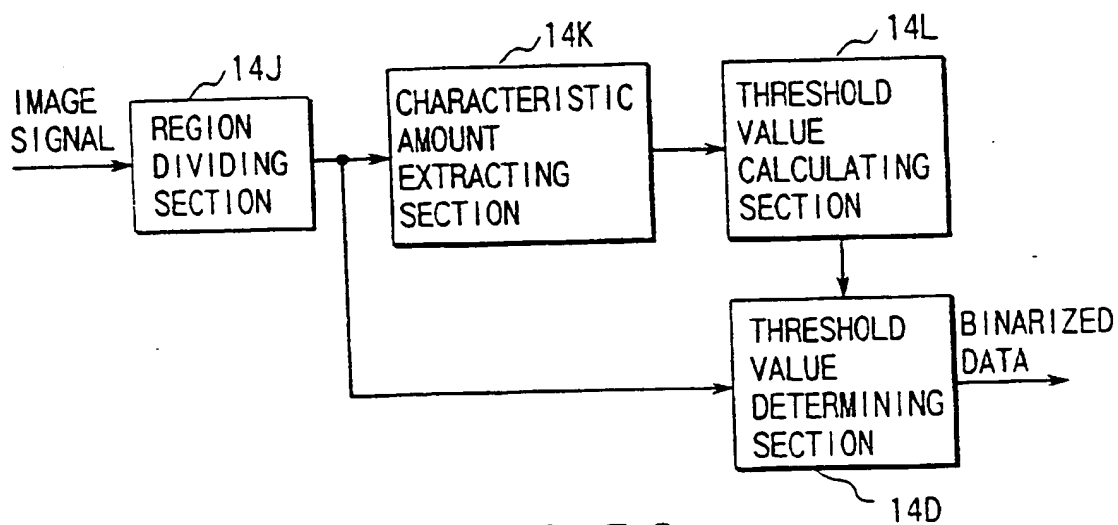 14J
14K
14L
IMAGE
SIGNAL
REGION
DIVIDING
SECTION
CHARACTERISTIC
AMOUNT
EXTRACTING
SECTION
THRESHOLD
VALUE
CALCULATING
SECTION
THRESHOLD
VALUE
DETERMINING
SECTION
BINARIZED
DATA
14D